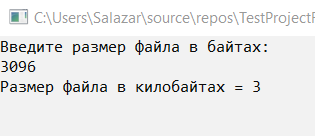 C:\Users\Salazar\source\repos\TestProjectF
Введите размер файла в байтах:
3096
Размер файла в килобайтах = 3